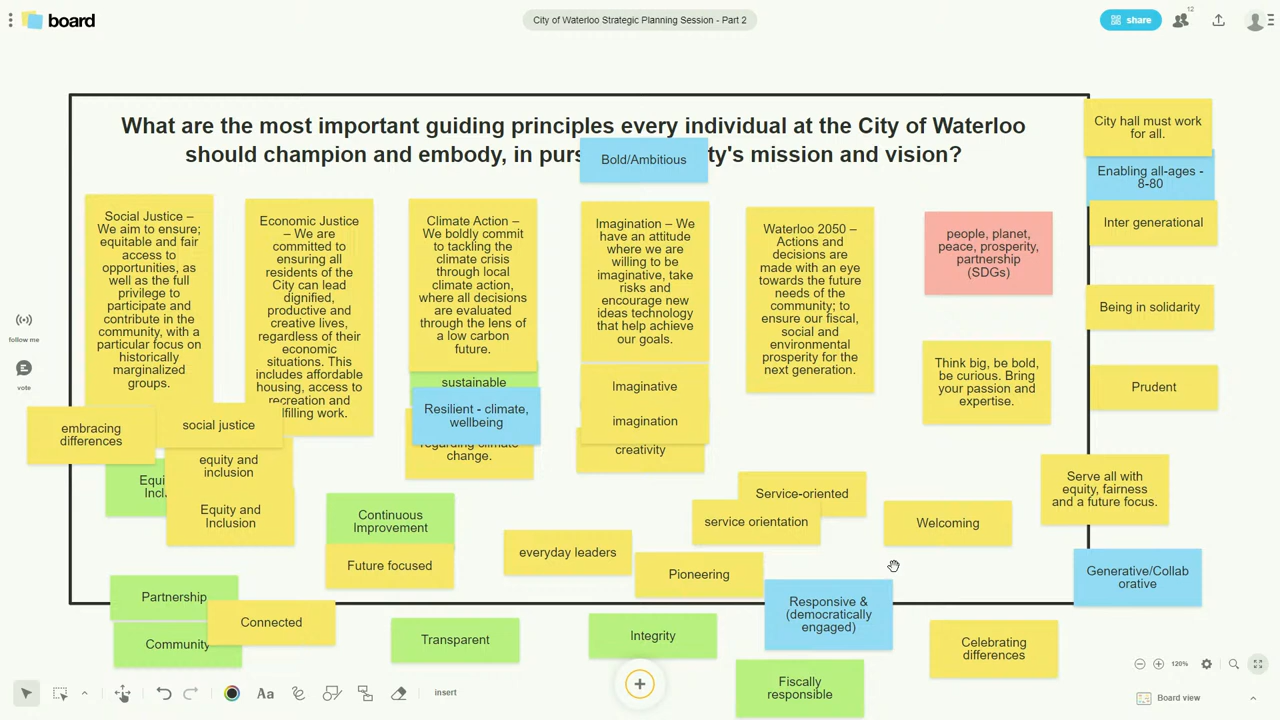 board
City of Waterloo Strategic Planning Session - Part 2
share
12
What are the most important guiding principles every individual at the City of Waterloo
should champion and embody, in purs
ty's mission and vision?
Bold/Ambitious
City hall must work
for all.
Enabling all-ages -
8-80
Inter generational
Being in solidarity
Prudent
Social Justice –
We aim to ensure;
equitable and fair
access to
opportunities, as
well as the full
privilege to
participate and
contribute in the
community, with a
particular focus on
historically
marginalized
groups.
Economic Justice
– We are
committed to
ensuring all
residents of the
City can lead
dignified,
productive and
creative lives,
regardless of their
economic
situations. This
includes affordable
housing, access to
recreation and
lfilling work.
Climate Action –
We boldly commit
to tackling the
climate crisis
through local
climate action,
where all decisions
are evaluated
through the lens of
a low carbon
future.
Imagination – We
have an attitude
where we are
willing to be
imaginative, take
risks and
encourage new
ideas technology
that help achieve
our goals.
Waterloo 2050 –
Actions and
decisions are
made with an eye
towards the future
needs of the
community; to
ensure our fiscal,
social and
environmental
prosperity for the
next generation.
people, planet,
peace, prosperity,
partnership
(SDGs)
Think big, be bold,
be curious. Bring
your passion and
expertise.
follow me
vote
sustainable
Resilient - climate,
wellbeing
regarding climate
change.
Imaginative
imagination
creativity
embracing
differences
social justice
equity and
inclusion
Equity and
Inclusion
Equi
Incl.
Continuous
Improvement
Future focused
everyday leaders
Service-oriented
service orientation
Pioneering
Welcoming
Serve all with
equity, fairness
and a future focus.
Generative/Collab
orative
Partnership
Connected
Community
Transparent
Integrity
Responsive &
(democratically
engaged)
Celebrating
differences
Fiscally
responsible
Aa
insert
120%
Board view